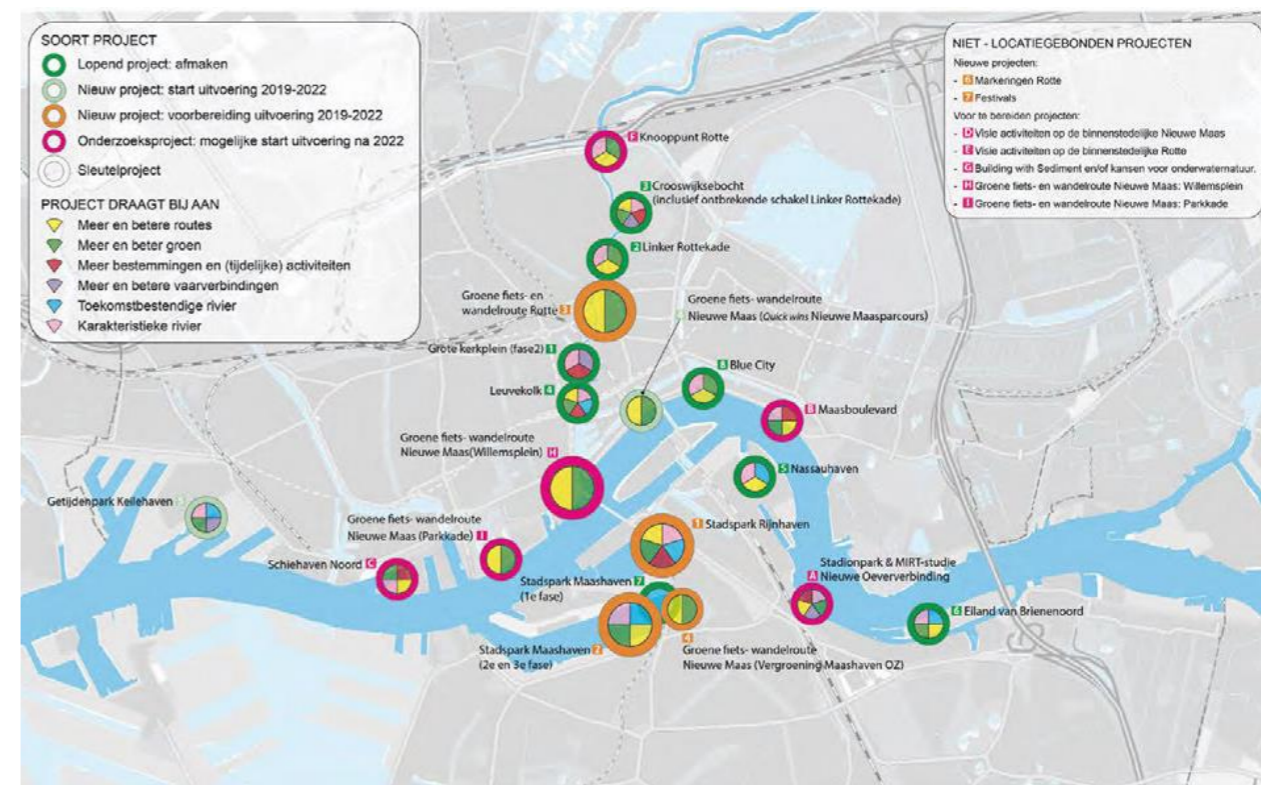 SOORT PROJECT
Lopend project: afmaken
Nieuw project: start uitvoering 2019-2022
Nieuw project: voorbereiding uitvoering 2019-2022
Onderzoeksproject: mogelijke start uitvoering na 2022
Sleutelproject
PROJECT DRAAGT BIJ AAN
Meer en betere routes
Meer en beter groen
Meer bestemmingen en (tijdelijke) activiteiten
Meer en betere vaarverbindingen
Toekomstbestendige rivier
Karakteristieke rivier
NIET - LOCATIEGEBONDEN PROJECTEN
Nieuwe projecten:
- 6 Markeringen Rotte
- 7 Festivals
Voor te bereiden projecten:
- D Visie activiteiten op de binnenstedelijke Nieuwe Maas
- E Visie activiteiten op de binnenstedelijke Rotte
- G Building with Sediment en/of kansen voor onderwaternatuur.
- H Groene fiets- en wandelroute Nieuwe Maas: Willemsplein
- I Groene fiets- en wandelroute Nieuwe Maas: Parkkade
F Knooppunt Rotte
3 Crooswijksebocht
(inclusief ontbrekende schakel Linker Rottekade)
2 Linker Rottekade
Groene fiets- en
wandelroute Rotte 3
Groene fiets- wandelroute
Nieuwe Maas (Quick wins Nieuwe Maasparcours)
Grote kerkplein (fase2) 1
Leuvekolk 4
8 Blue City
B Maasboulevard
Groene fiets- wandelroute
Nieuwe Maas(Willemsplein) H
5 Nassauhaven
Getijdenpark Keilehaven
Groene fiets- wandelroute
Nieuwe Maas (Parkkade) I
Schiehaven Noord C
1 Stadspark Rijnhaven
Stadspark Maashaven 7
(1e fase)
Stadionpark & MIRT-studie
A Nieuwe Oeververbinding
6 Eiland van Brienenoord
Stadspark Maashaven 2
(2e en 3e fase)
4
Groene fiets- wandelroute
Nieuwe Maas (Vergroening Maashaven OZ)